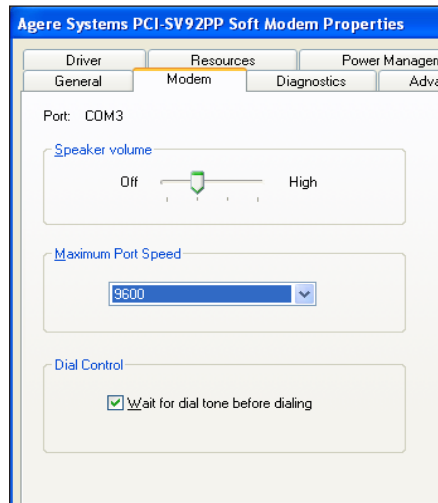 Agere Systems PCI-SV92PP Soft Modem Properties
Driver Resources Power Managem
General Modem Diagnostics Adva
Port: COM3
Speaker volume
Off High
Maximum Port Speed
9600
Dial Control
Wait for dial tone before dialing